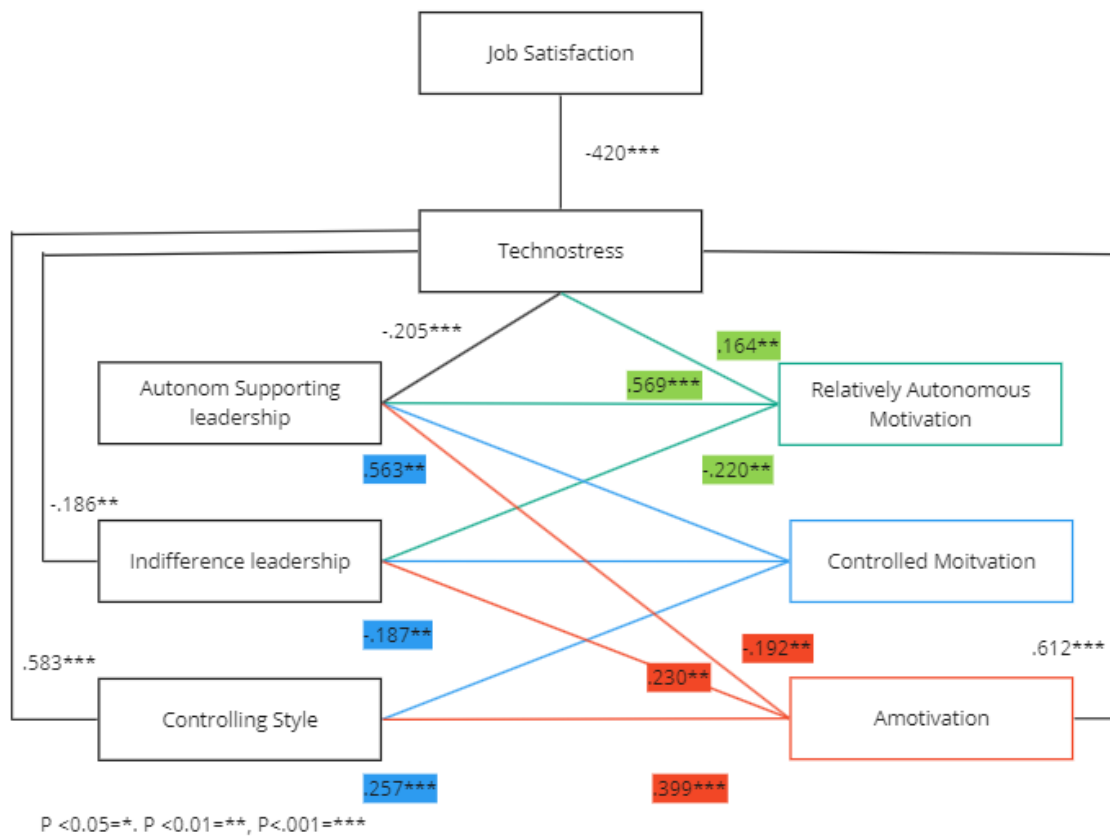 Job Satisfaction
-420***
Technostress
-.205***
.164**
Autonom Supporting
leadership
.569***
Relatively Autonomous
Motivation
.563**
-.220**
-.186**
Indifference leadership
Controlled Moitvation
-.187**
-.192**
.612***
.583***
.230**
Controlling Style
Amotivation
.257***
.399***
P <0.05=*. P <0.01=**, P<.001=***